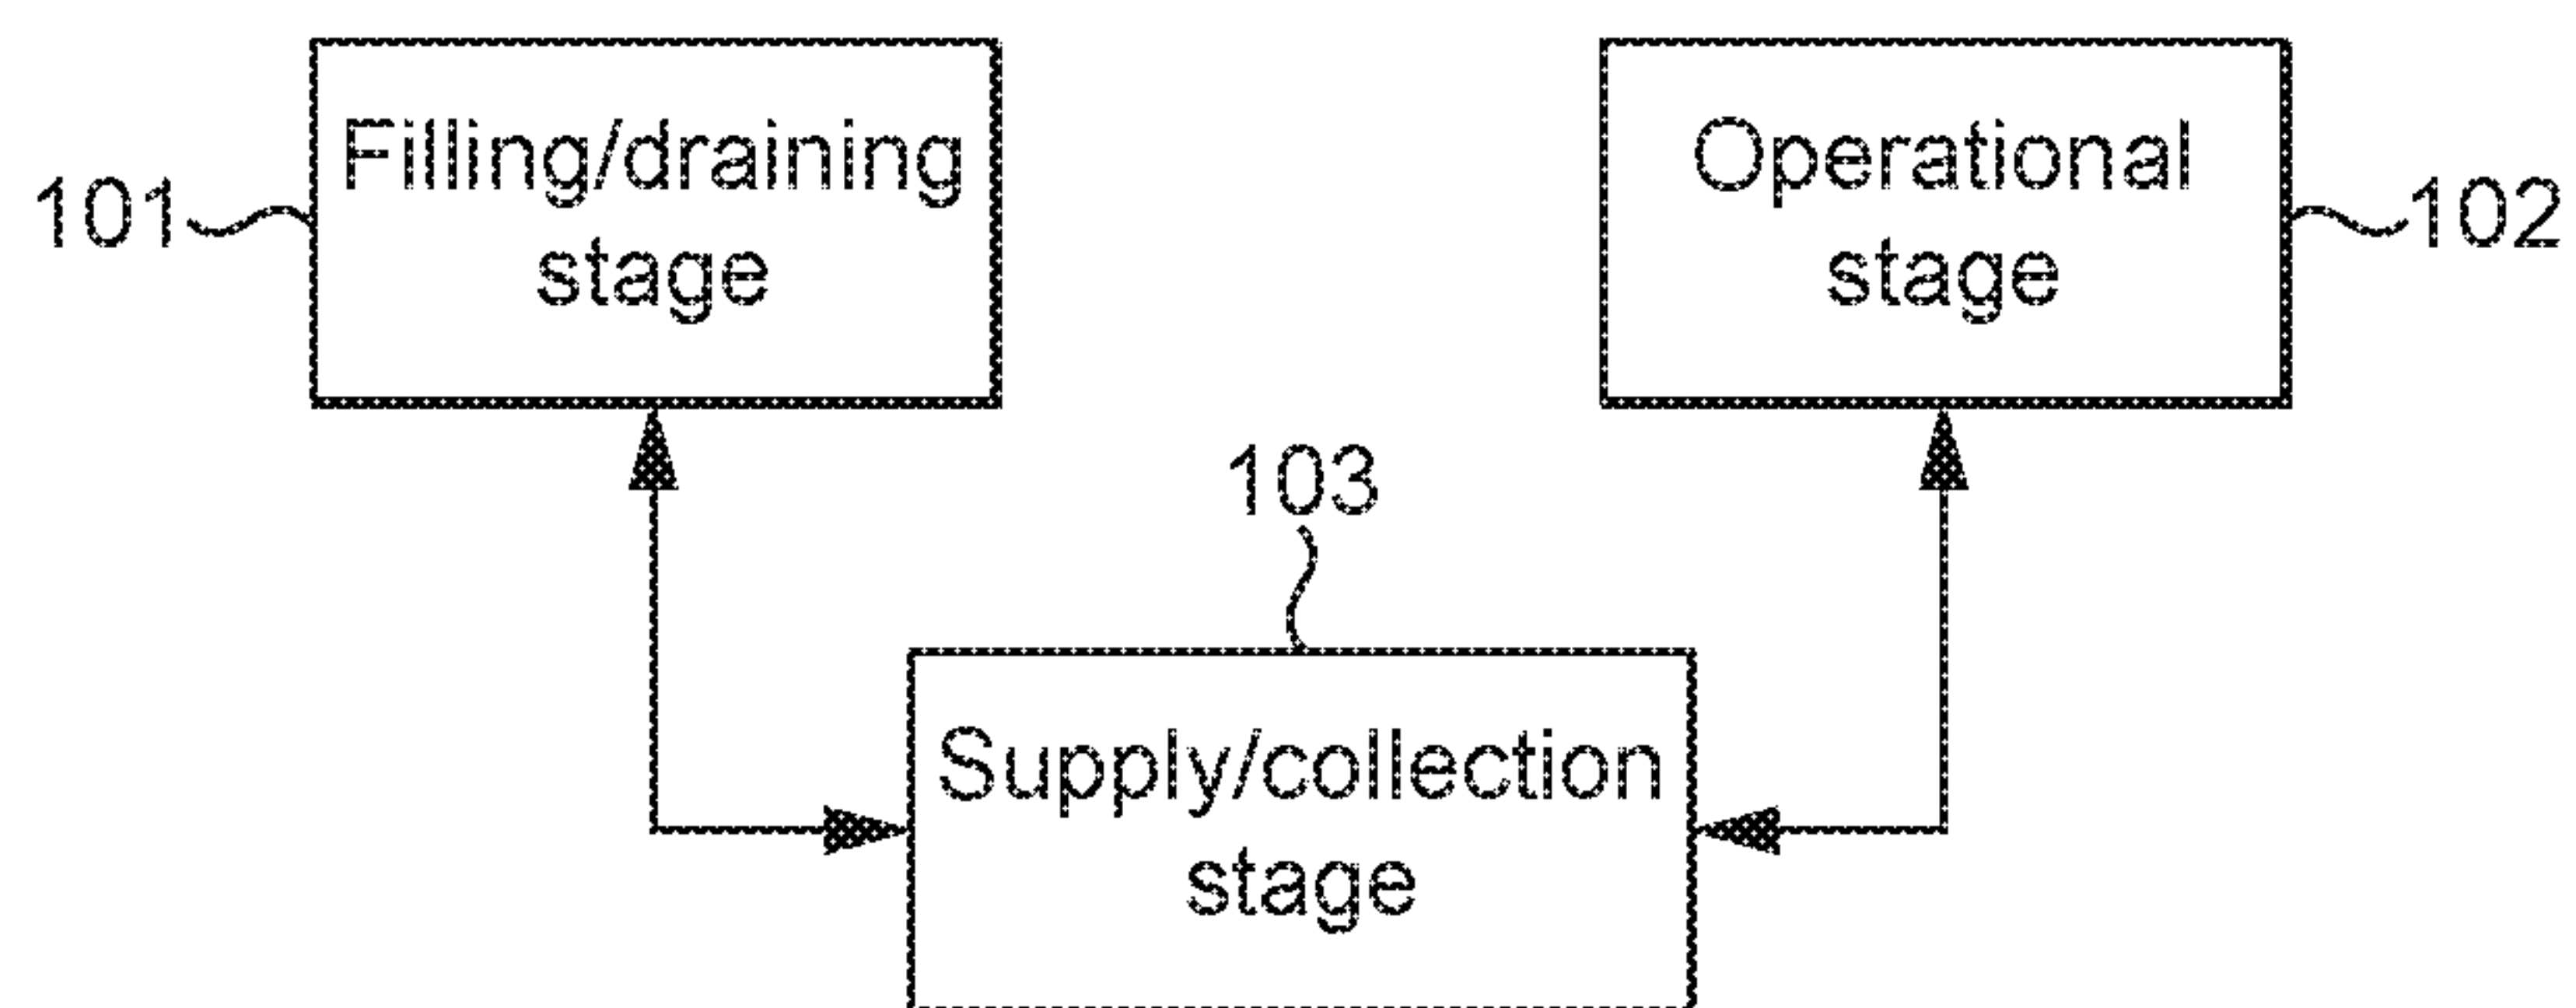 Filling/draining
stage
101
Operational
stage
102
103
Supply/collection
stage